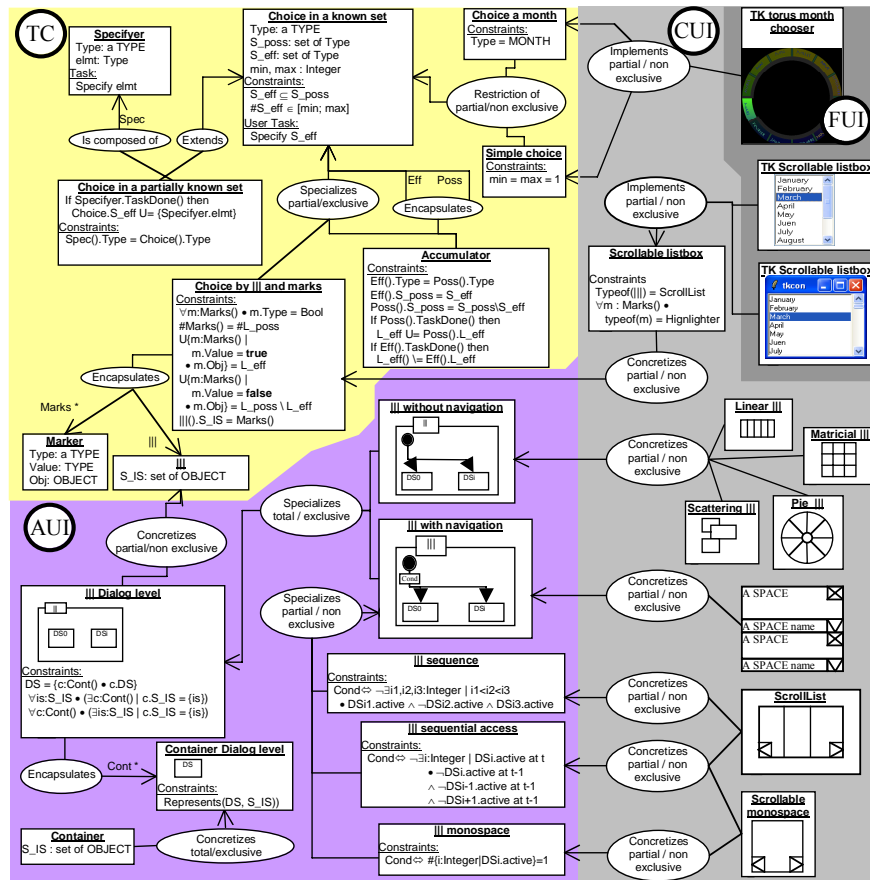 TC
Specifyer
Type: a TYPE
elmt: Type
Task:
Specify elmt
Choice in a known set
Type: a TYPE
S_poss: set of Type
S_eff: set of Type
min, max : Integer
Constraints:
S_eff ⊆ S_poss
#S_eff ∈ [min; max]
User Task:
Specify S_eff
Choice a month
Constraints:
Type = MONTH
Restriction of
partial/non exclusive
Simple choice
Constraints:
min = max = 1
Implements
partial / non
exclusive
CUI
TK torus month
chooser
FUI
Spec
Is composed of
Extends
Choice in a partially known set
If Specifyer.TaskDone() then
Choice.S_eff U= {Specifyer.elmt}
Constraints:
Spec().Type = Choice().Type
Specializes
partial/exclusive
Eff
Poss
Encapsulates
Accumulator
Constraints:
Eff().Type = Poss().Type
Eff().S_poss = S_eff
Poss().S_poss = S_poss\S_eff
If Poss().TaskDone() then
L_eff U= Poss().L_eff
If Eff().TaskDone() then
L_eff() \= Eff().L_eff
Implements
partial / non
exclusive
TK Scrollable listbox
January
February
March
April
May
Juen
July
August
Scrollable listbox
Constraints
Typeof(|||) = ScrollList
∀m : Marks() •
typeof(m) = Hignlighter
TK Scrollable listbox
tkcon
January
February
March
April
May
Juen
July
Choice by ||| and marks
Constraints:
∀m:Marks() • m.Type = Bool
#Marks() = #L_poss
U{m:Marks() |
m.Value = true
• m.Obj} = L_eff
U{m:Marks() |
m.Value = false
• m.Obj} = L_poss \ L_eff
|||().S_IS = Marks()
Encapsulates
Marks *
|||
Concretizes
Partial / non
exclusive
Marker
Type: a TYPE
Value: TYPE
Obj: OBJECT
|||
S_IS: set of OBJECT
||| without navigation
||
DS0
DSi
Concretizes
partial / non
exclusive
Linear |||
Matricial |||
Scattering |||
Pie |||
AUI
Concretizes
partial/non exclusive
Specializes
total / exclusive
||| with navigation
|||
Cond
DS0
DSi
Concretizes
partial / non
exclusive
A SPACE
A SPACE name
A SPACE
A SPACE name
||| Dialog level
||
DS0
DSi
Constraints:
DS = {c:Cont() • c.DS}
∀is:S_IS • (∃c:Cont() | c.S_IS = {is})
∀c:Cont() • (∃is:S_IS | c.S_IS = {is})
Specializes
partial / non
exclusive
||| sequence
Constraints:
Cond⇔ ¬∃i1,i2,i3:Integer | i1<i2<i3
• DSi1.active ∧ ¬DSi2.active ∧ DSi3.active
Concretizes
partial / non
exclusive
ScrollList
||| sequential access
Constraints:
Cond⇔ ¬∃i:Integer | DSi.active at t
• ¬DSi.active at t-1
∧ ¬DSi-1.active at t-1
∧ ¬DSi+1.active at t-1
Concretizes
partial / non
exclusive
Encapsulates
Cont *
Container Dialog level
DS
Constraints:
Represents(DS, S_IS))
Container
S_IS : set of OBJECT
Concretizes
total/exclusive
||| monospace
Constraints:
Cond⇔ #{i:Integer|DSi.active}=1
Concretizes
partial / non
exclusive
Scrollable
monospace